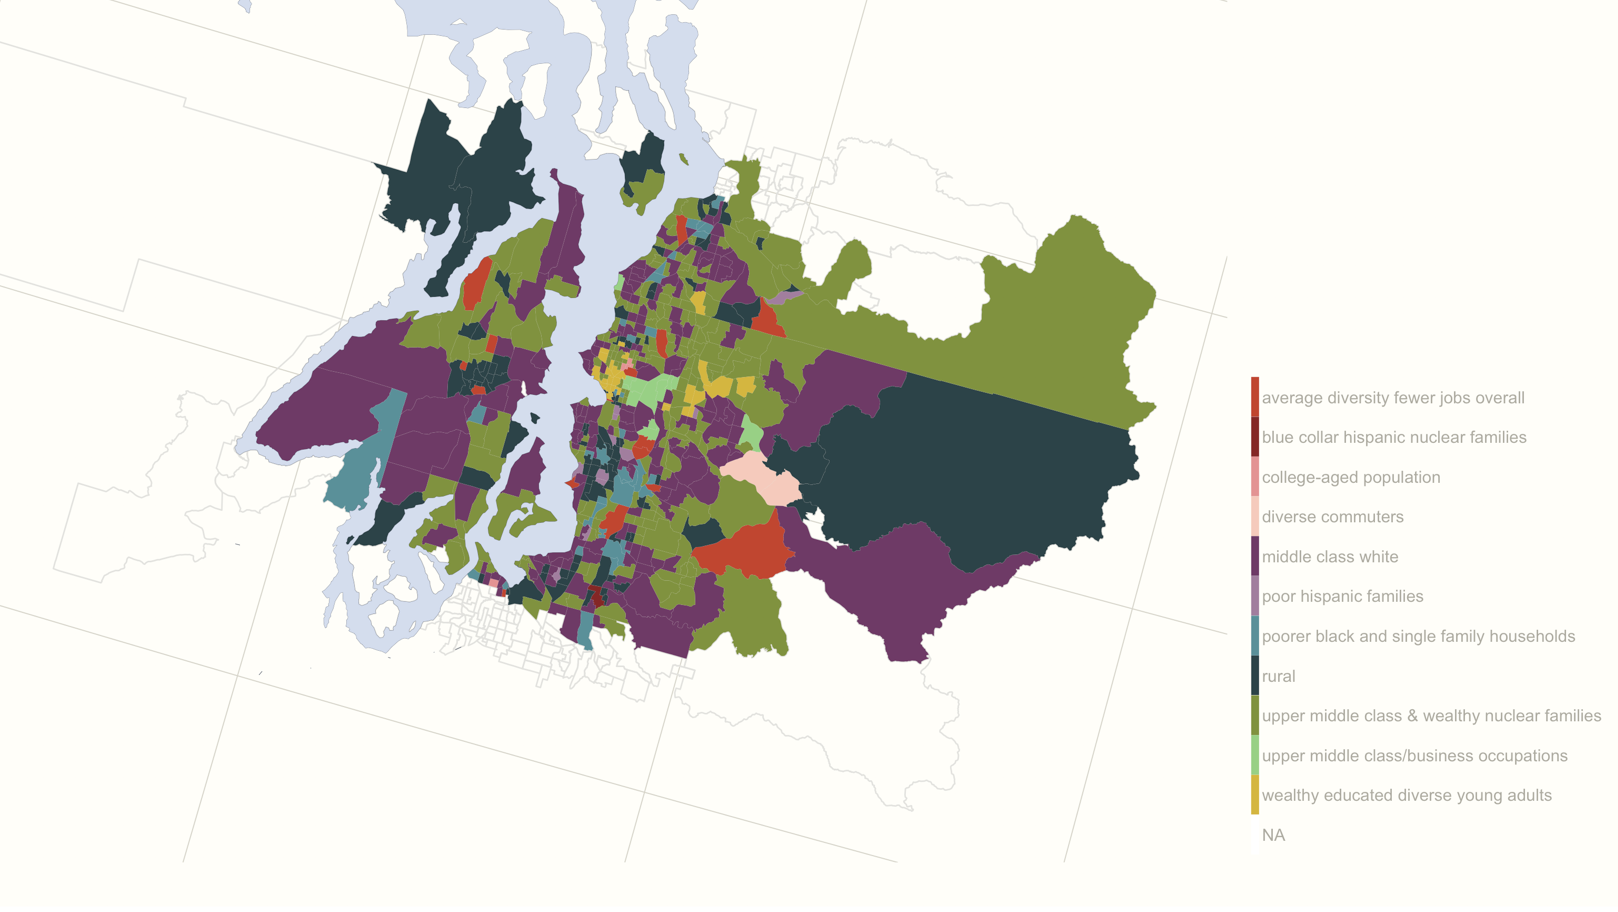 average diversity fewer jobs overall
blue collar hispanic nuclear families
college-aged population
diverse commuters
middle class white
poor hispanic families
poorer black and single family households
rural
upper middle class & wealthy nuclear families
upper middle class/business occupations
wealthy educated diverse young adults
NA